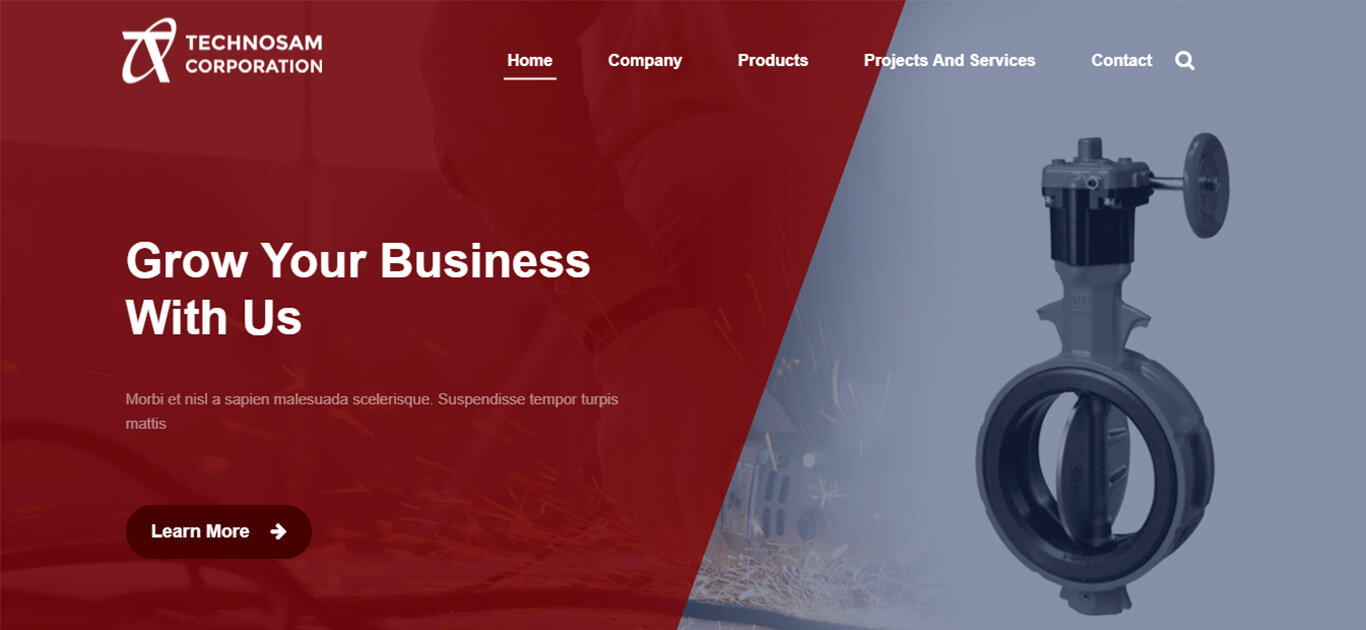 TECHNOSAM
CORPORATION
Home Company Products Projects And Services Contact
Grow Your Business
With Us
Morbi et nisl a sapien malesuada scelerisque. Suspendisse tempor turpis
mattis
Learn More